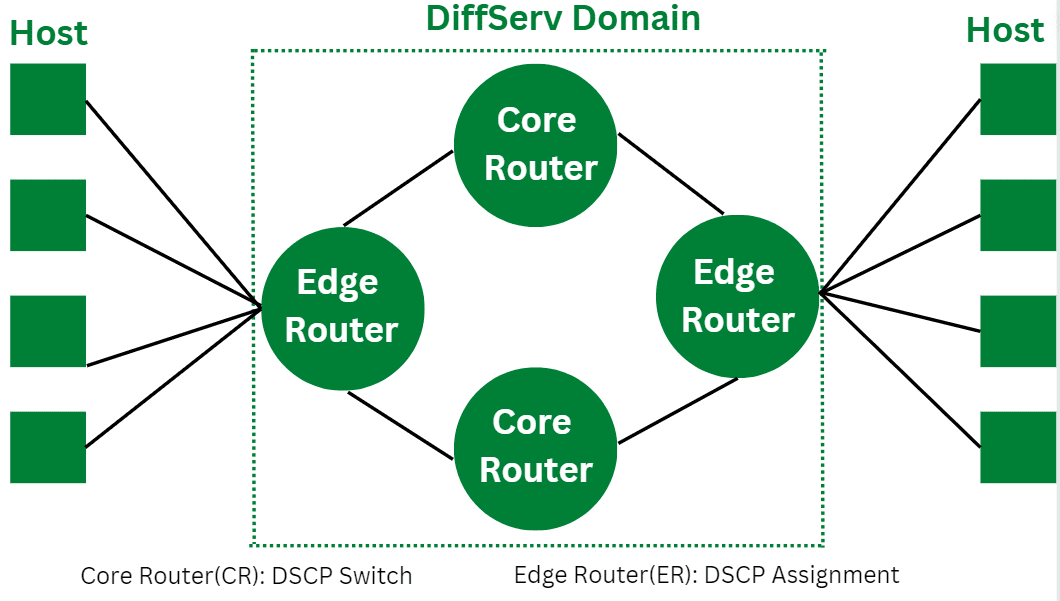 DiffServ Domain
Host
Host
Core
Router
Edge
Router
Edge
Router
Core
Router
Core Router(CR): DSCP Switch
Edge Router(ER): DSCP Assignment